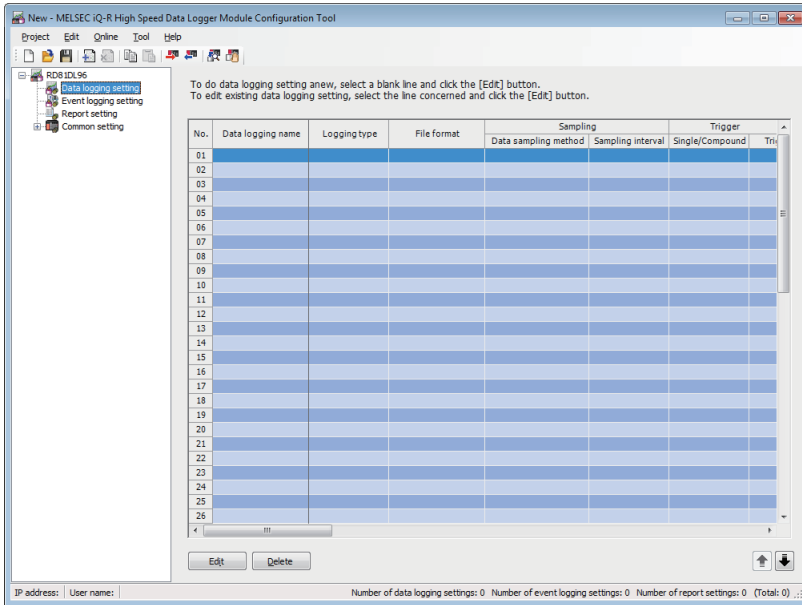 New - MELSEC iQ-R High Speed Data Logger Module Configuration Tool
Project Edit Online Tool Help
RD81DL96
Data logging setting
Event logging setting
Report setting
Common setting
To do data logging setting anew, select a blank line and click the [Edit] button.
To edit existing data logging setting, select the line concerned and click the [Edit] button.
No. Data logging name Logging type File format Sampling Trigger
Data sampling method Sampling interval Single/Compound Tri
01
02
03
04
05
06
07
08
09
10
11
12
13
14
15
16
17
18
19
20
21
22
23
24
25
26
Edit Delete
IP address: User name: Number of data logging settings: 0 Number of event logging settings: 0 Number of report settings: 0 (Total: 0)